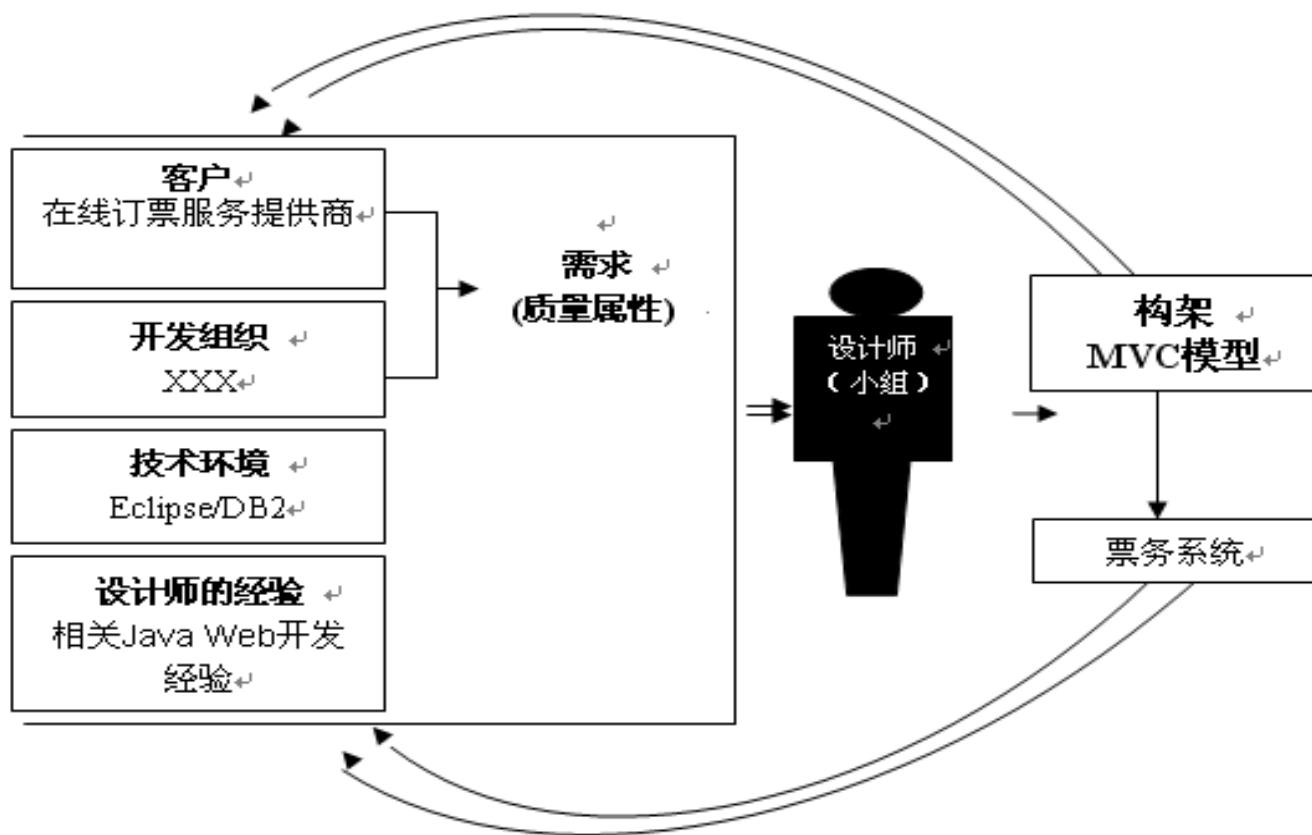 客户
在线订票服务提供商
开发组织
XXX
技术环境
Eclipse/DB2
设计师的经验
相关Java Web开发
经验
需求
(质量属性)
设计师
(小组)
构架
MVC模型
票务系统